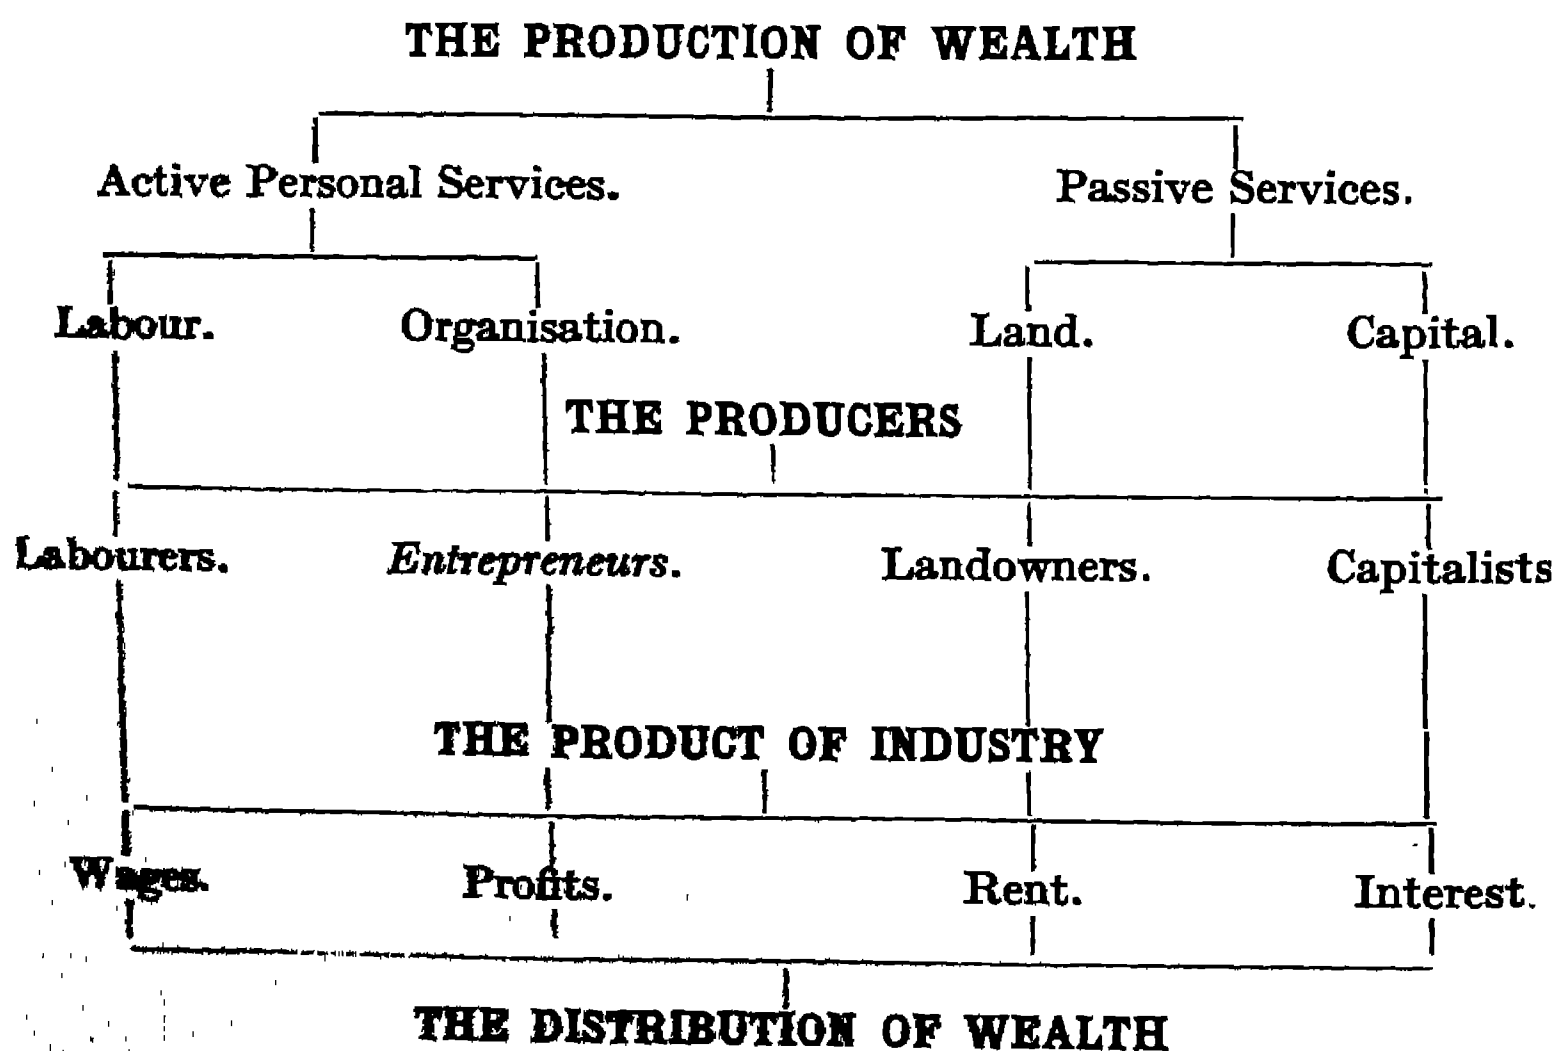 THE PRODUCTION OF WEALTH
Active Personal Services. Passive Services.
Labour. Organisation. Land. Capital.
THE PRODUCERS
Labourers. Entrepreneurs. Landowners. Capitalists
THE PRODUCT OF INDUSTRY
Wages. Profits. Rent. Interest.
THE DISTRIBUTION OF WEALTH